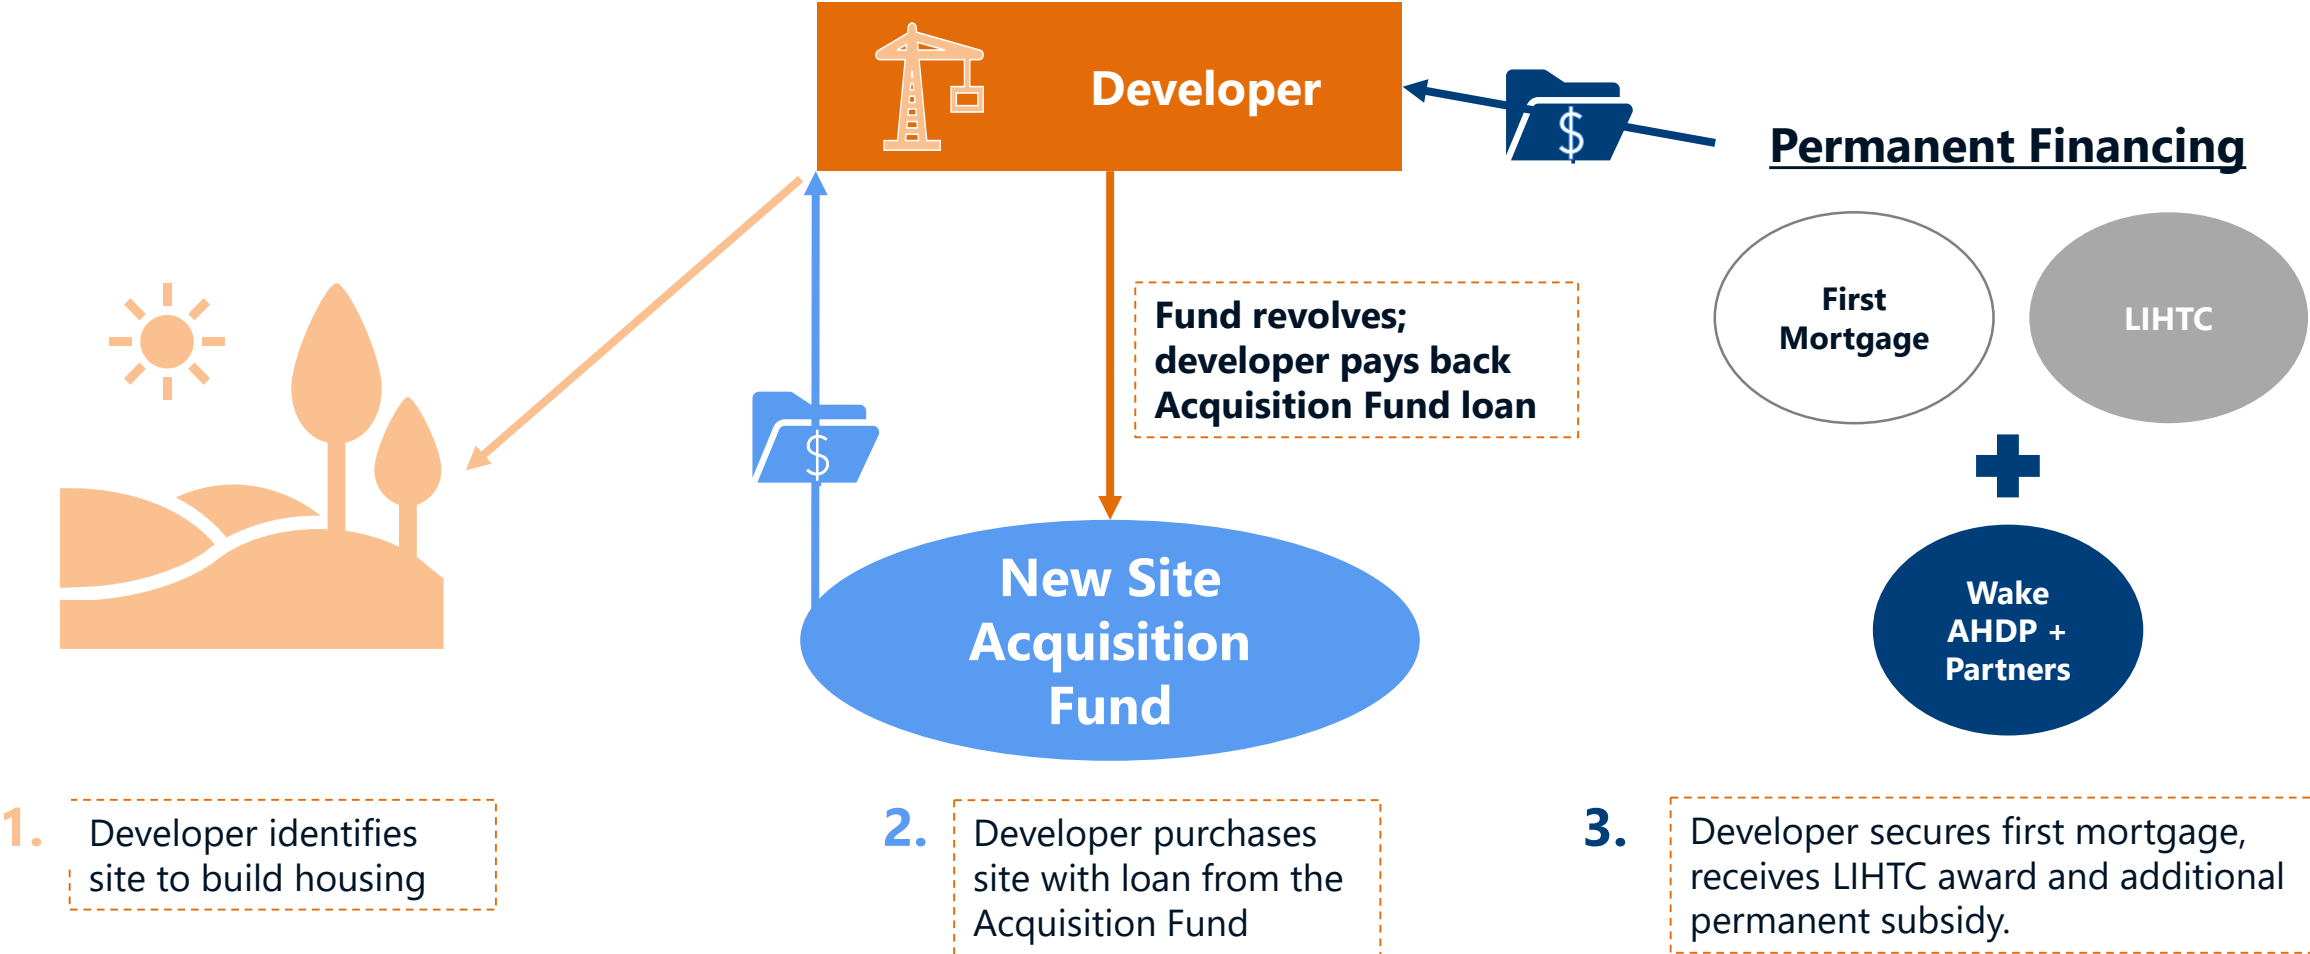 Developer
$
Permanent Financing
First
Mortgage
LIHTC
Fund revolves;
developer pays back
Acquisition Fund loan
$
New Site
Acquisition
Fund
Wake
AHDP +
Partners
1.
Developer identifies
site to build housing
2.
Developer purchases
site with loan from the
Acquisition Fund
3.
Developer secures first mortgage,
receives LIHTC award and additional
permanent subsidy.